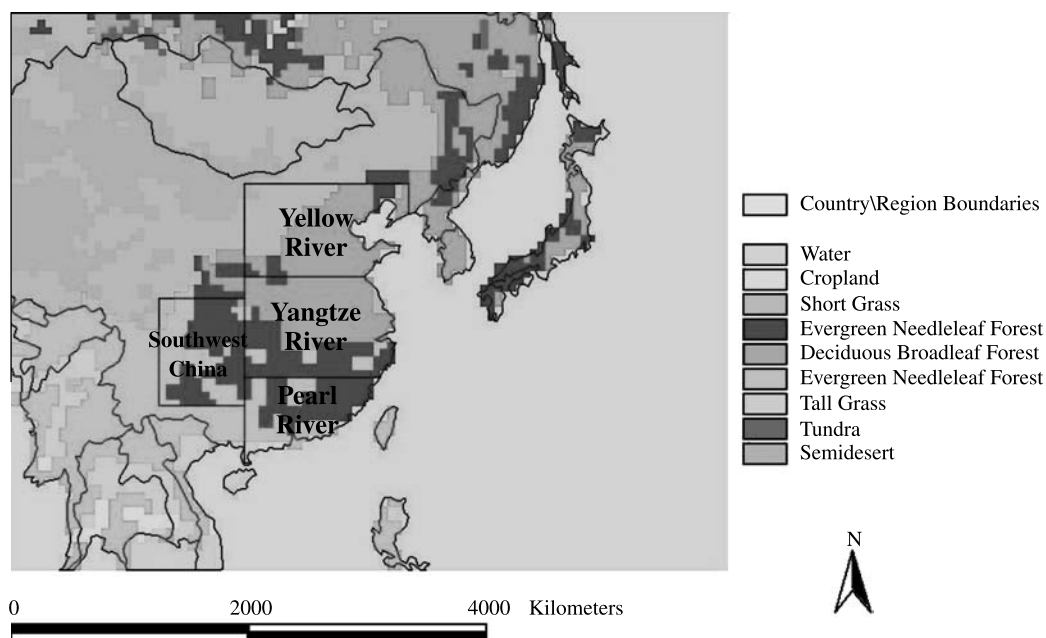 Yellow
River
Yangtze
River
Southwest
China
Pearl
River
Country\Region Boundaries
Water
Cropland
Short Grass
Evergreen Needleleaf Forest
Deciduous Broadleaf Forest
Evergreen Needleleaf Forest
Tall Grass
Tundra
Semidesert
N
0 2000 4000 Kilometers